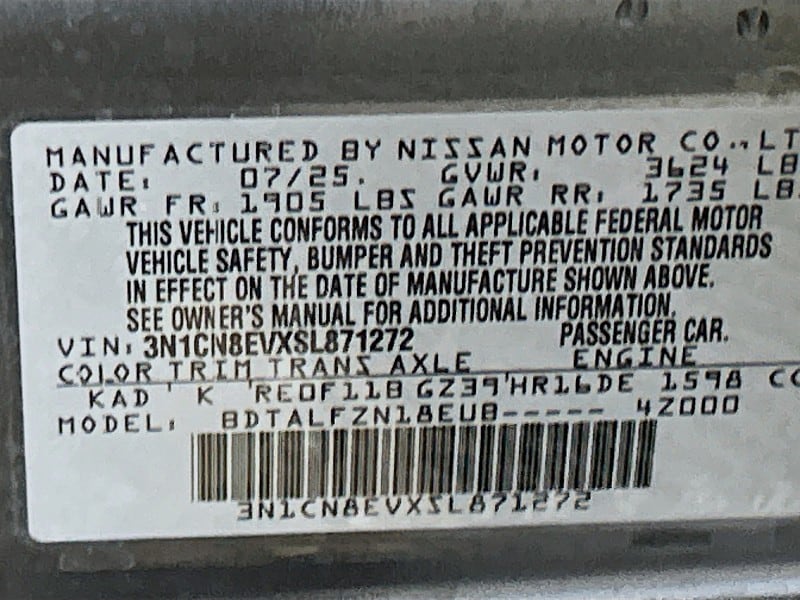 MANUFACTURED BY NISSAN MOTOR CO., LT
DATE: 07/25. GVWR: 3624 LB
GAWR FR: 1905 LBS GAWR RR: 1735 LB
THIS VEHICLE CONFORMS TO ALL APPLICABLE FEDERAL MOTOR
VEHICLE SAFETY, BUMPER AND THEFT PREVENTION STANDARDS
IN EFFECT ON THE DATE OF MANUFACTURE SHOWN ABOVE.
SEE OWNER'S MANUAL FOR ADDITIONAL INFORMATION.
VIN: 3N1CN8EVXSL871272 PASSENGER CAR.
COLOR TRIM TRANS AXLE ENGINE
KAD K RE0F11B GZ39 HR16DE 1598 CC
MODEL: BDTALFZN18EUB----- 4Z000
3N1CN8EVXSL871272